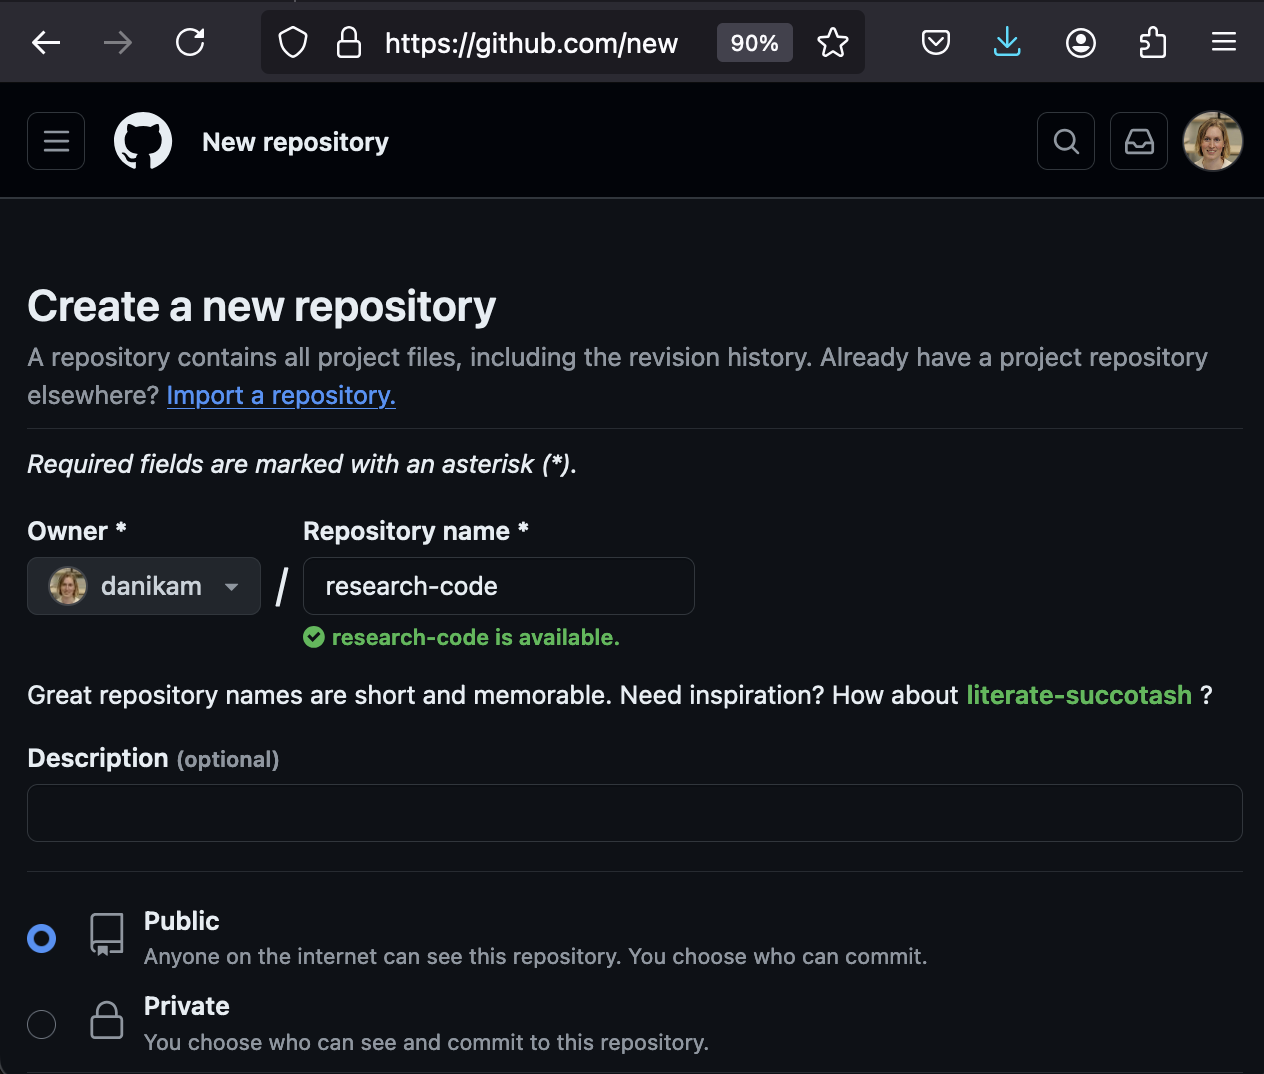 https://github.com/new 90%
New repository
Create a new repository
A repository contains all project files, including the revision history. Already have a project repository
elsewhere? Import a repository.
Required fields are marked with an asterisk (*).
Owner * Repository name *
danikam / research-code
research-code is available.
Great repository names are short and memorable. Need inspiration? How about literate-succotash ?
Description (optional)
Public
Anyone on the internet can see this repository. You choose who can commit.
Private
You choose who can see and commit to this repository.